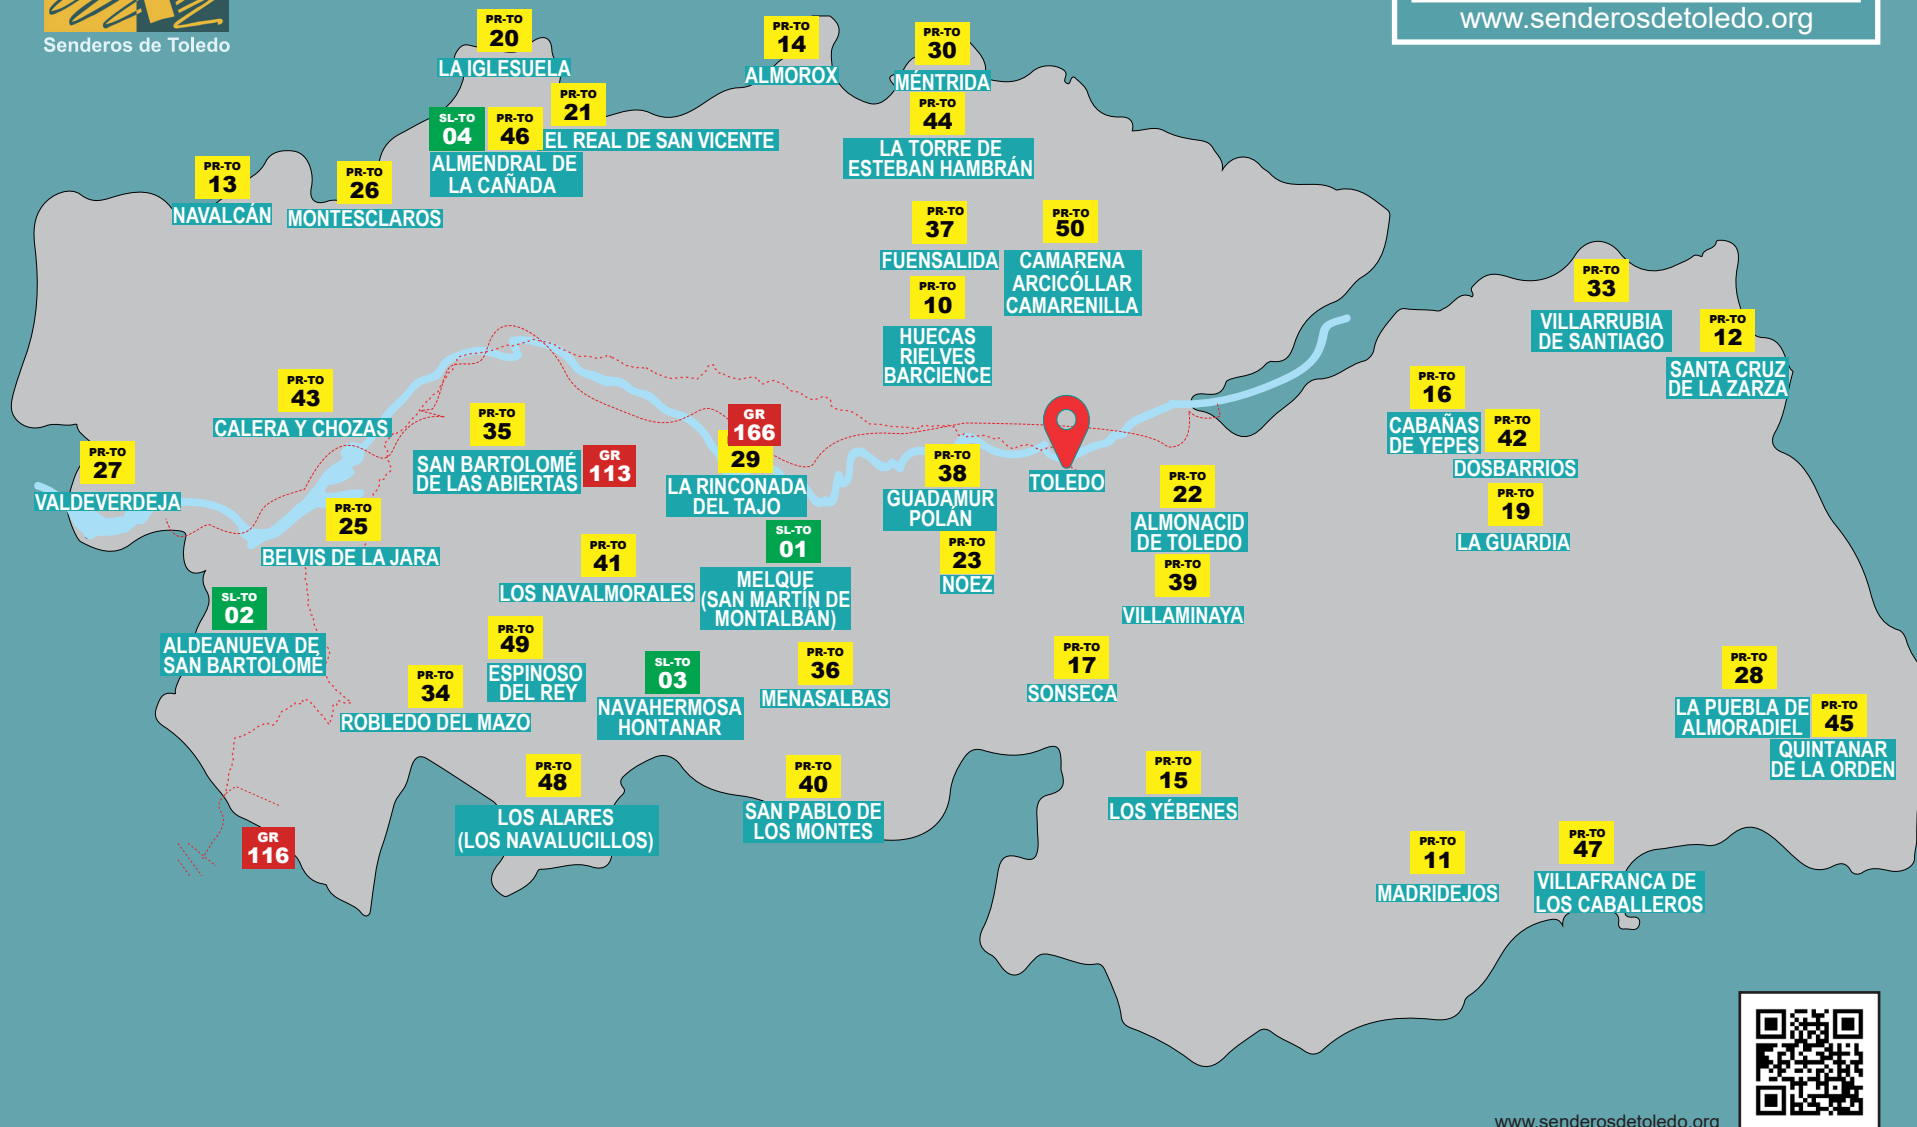 Senderos de Toledo
www.senderosdetoledo.org
PR-TO
20
LA IGLESUELA
PR-TO
14
ALMOROX
PR-TO
30
MÉNTRIDA
PR-TO
21
EL REAL DE SAN VICENTE
SL-TO
04
PR-TO
46
ALMENDRAL DE
LA CAÑADA
PR-TO
44
LA TORRE DE
ESTEBAN HAMBRÁN
PR-TO
13
NAVALCÁN
PR-TO
26
MONTESCLAROS
PR-TO
37
FUENSALIDA
PR-TO
50
CAMARENA
ARCICÓLLAR
CAMARENILLA
PR-TO
10
HUECAS
RIELVES
BARCIENCE
PR-TO
33
VILLARRUBIA
DE SANTIAGO
PR-TO
12
SANTA CRUZ
DE LA ZARZA
PR-TO
43
CALERA Y CHOZAS
PR-TO
35
SAN BARTOLOMÉ
DE LAS ABIERTAS
GR
113
GR
166
29
LA RINCONADA
DEL TAJO
PR-TO
38
GUADAMUR
POLÁN
TOLEDO
PR-TO
16
CABAÑAS
DE YEPES
PR-TO
42
DOSBARRIOS
PR-TO
27
VALDEVERDEJA
PR-TO
25
BELVIS DE LA JARA
PR-TO
22
ALMONACID
DE TOLEDO
PR-TO
19
LA GUARDIA
PR-TO
41
LOS NAVALMORALES
SL-TO
01
MELQUE
(SAN MARTÍN DE
MONTALBÁN)
PR-TO
23
NOEZ
PR-TO
39
VILLAMINAYA
SL-TO
02
ALDEANUEVA DE
SAN BARTOLOMÉ
PR-TO
49
ESPINOSO
DEL REY
PR-TO
34
ROBLEDO DEL MAZO
SL-TO
03
NAVAHERMOSA
HONTANAR
PR-TO
36
MENASALBAS
PR-TO
17
SONSECA
PR-TO
28
LA PUEBLA DE
ALMORADIEL
PR-TO
45
QUINTANAR
DE LA ORDEN
PR-TO
48
LOS ALARES
(LOS NAVALUCILLOS)
PR-TO
40
SAN PABLO DE
LOS MONTES
PR-TO
15
LOS YÉBENES
GR
116
PR-TO
11
MADRIDEJOS
PR-TO
47
VILLAFRANCA DE
LOS CABALLEROS
www.senderosdetoledo.org